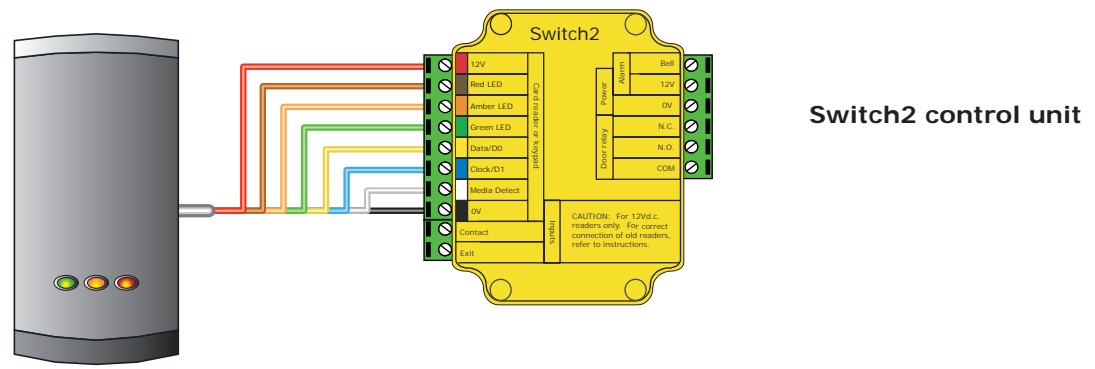 Switch2
12V
Red LED
Amber LED
Green LED
Data/D0
Clock/D1
Media Detect
0V
Contact
Exit
Card reader or keypad
Inputs
Alarm
Power
Door relay
Bell
12V
0V
N.C.
N.O.
COM
CAUTION: For 12Vd.c.
readers only. For correct
connection of old readers,
refer to instructions.
Switch2 control unit